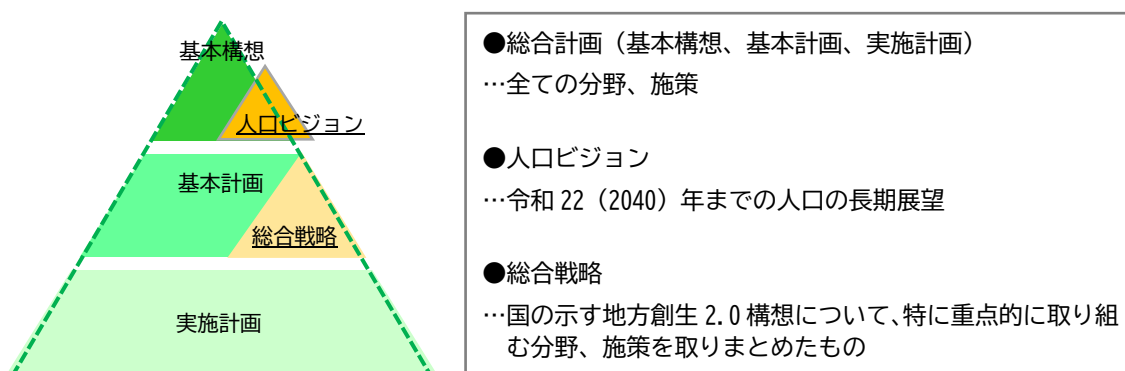 基本構想
人口ビジョン
基本計画
総合戦略
実施計画
●総合計画（基本構想、基本計画、実施計画）
…全ての分野、施策
●人口ビジョン
…令和 22（2040）年までの人口の長期展望
●総合戦略
…国の示す地方創生 2.0 構想について、特に重点的に取り組
む分野、施策を取りまとめたもの